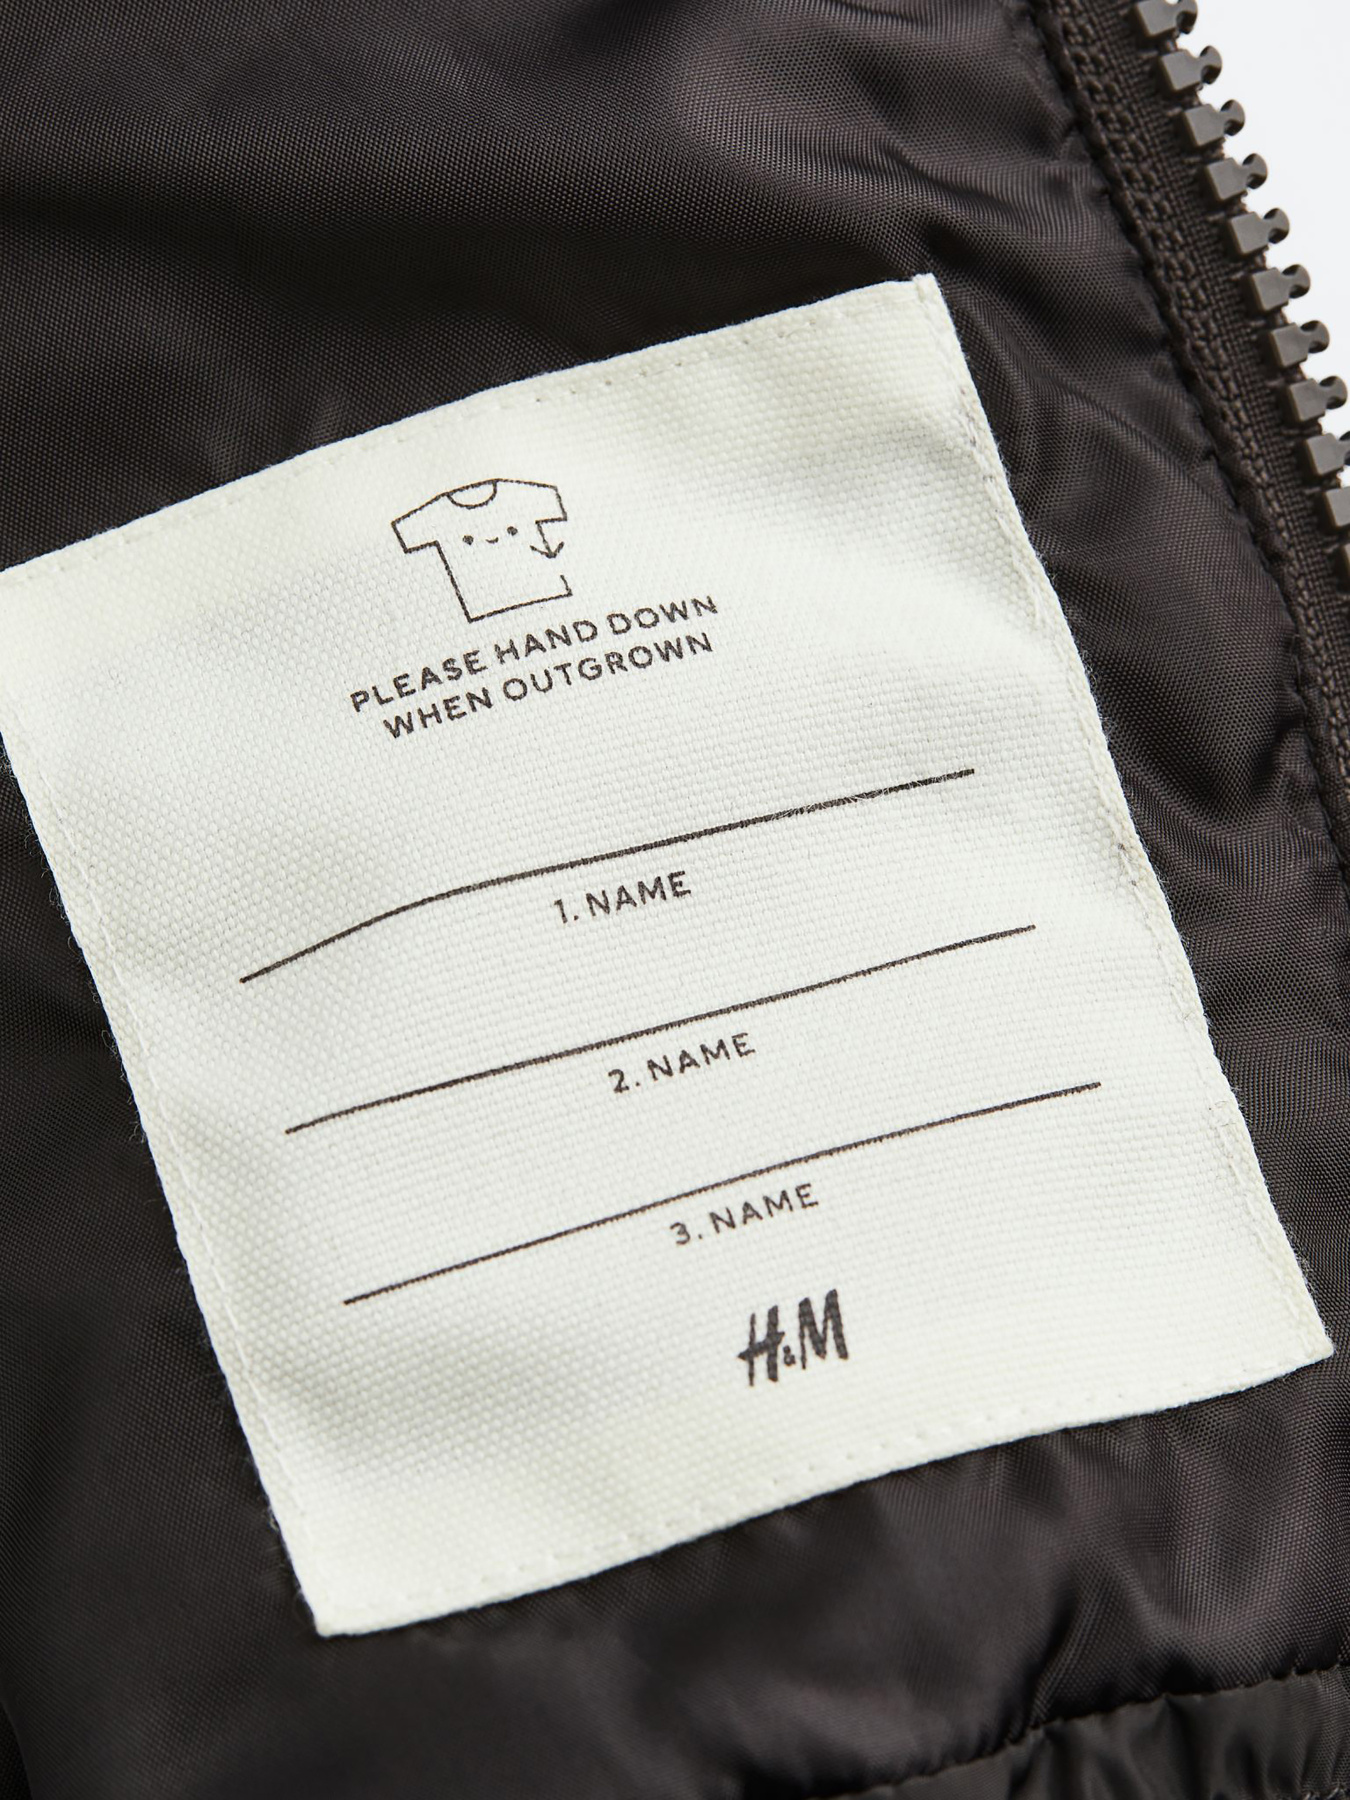 PLEASE HAND DOWN
WHEN OUTGROWN
1. NAME
2. NAME
3. NAME
H&M